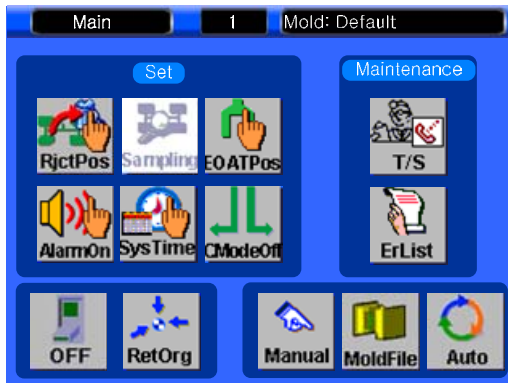 Main 1 Mold: Default
Set Maintenance
RjctPos Sampling EOATPos T/S
AlarmOn SysTime CModeOff ErList
OFF RetOrg Manual MoldFile Auto